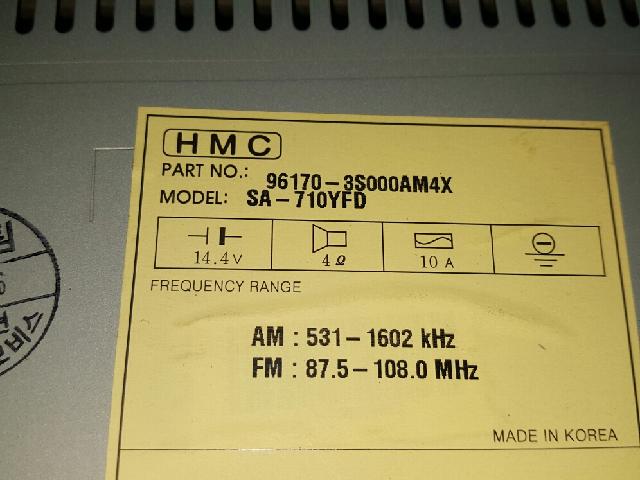 HMC
PART NO.: 96170-3S000AM4X
MODEL: SA-710YFD
14.4V 4Ω 10 A
FREQUENCY RANGE
AM : 531-1602 kHz
FM : 87.5-108.0 MHz
MADE IN KOREA